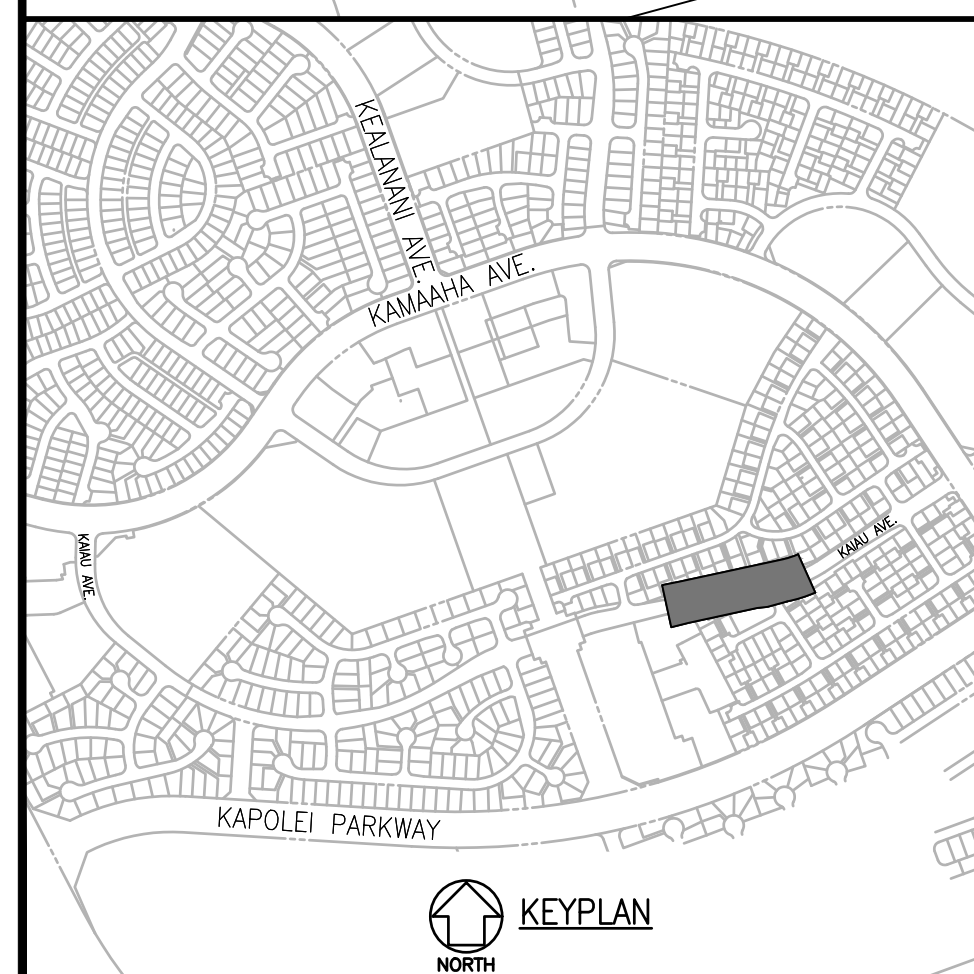 KEALANANI AVE.
KAMAAHA AVE.
KAIAU AVE.
KAIAU AVE.
KAPOLEI PARKWAY
KEYPLAN
NORTH